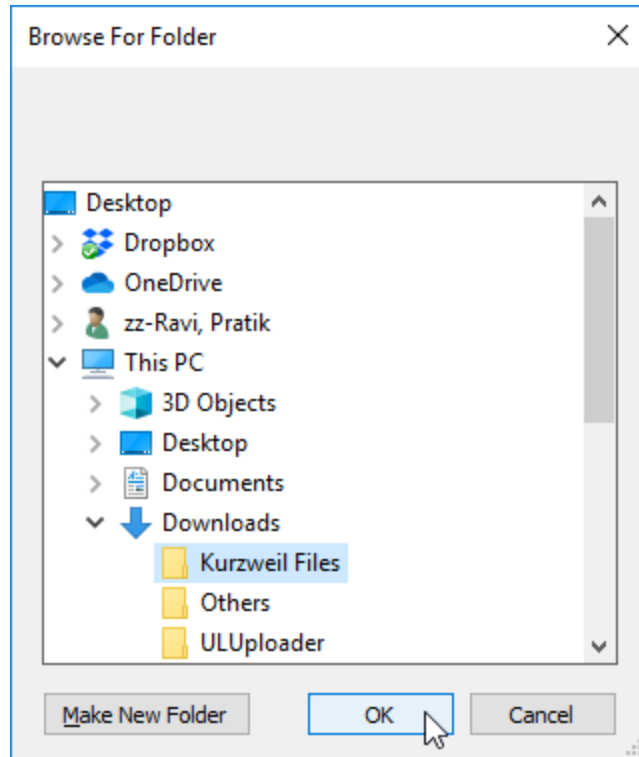 Browse For Folder
Desktop
Dropbox
OneDrive
zz-Ravi, Pratik
This PC
3D Objects
Desktop
Documents
Downloads
Kurzweil Files
Others
ULUploader
Make New Folder OK Cancel